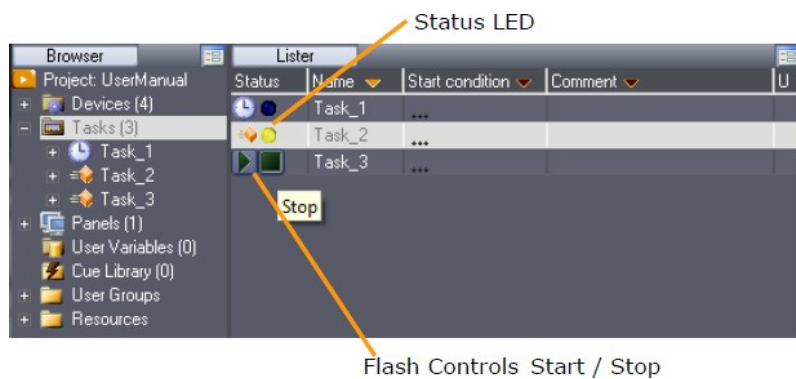 Status LED
Browser
Lister
Project: UserManual
Status Name Start condition Comment U
Devices (4)
Task_1 ...
Tasks (3)
Task_2 ...
Task_1
Task_3 ...
Task_2
Task_3
Stop
Panels (1)
User Variables (0)
Cue Library (0)
User Groups
Resources
Flash Controls Start / Stop